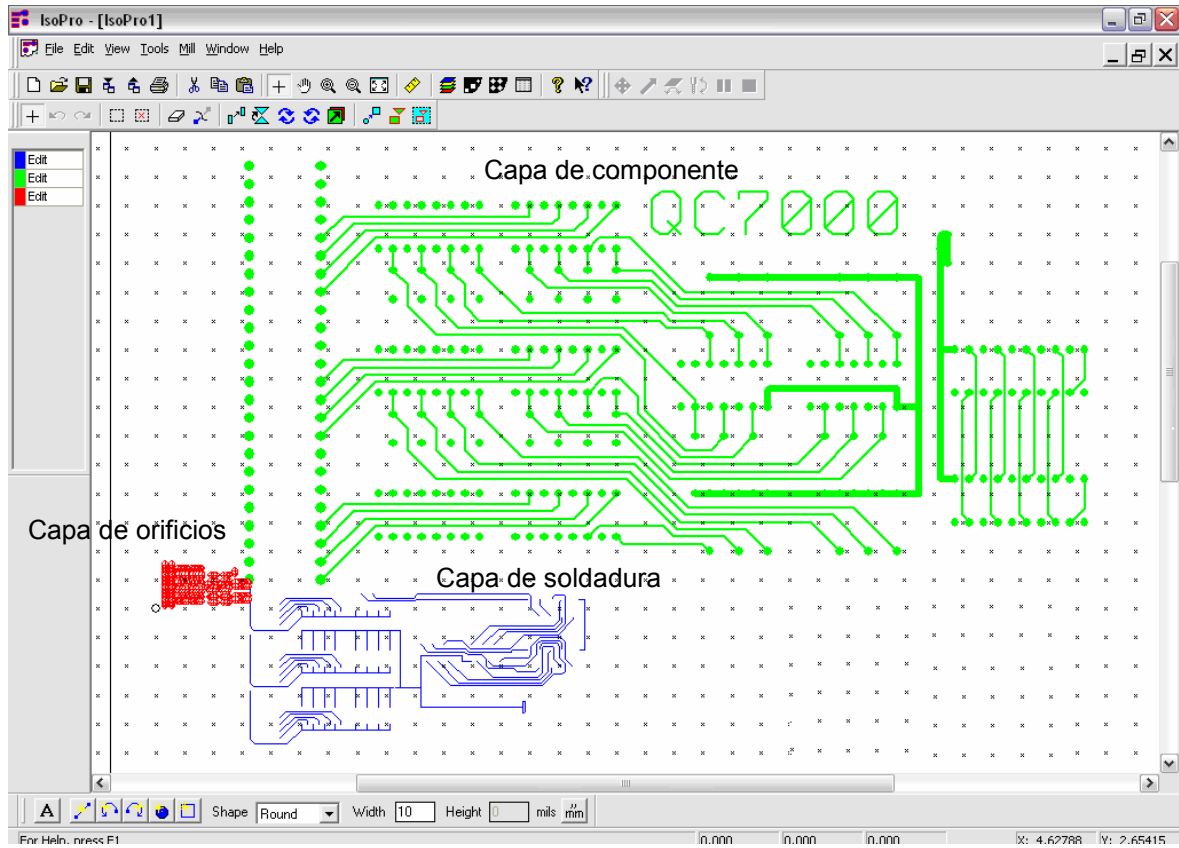 IsoPro - [IsoPro1]
File Edit View Tools Mill Window Help
Edit
Edit
Edit
Capa de componente
QC7000
Capa de orificios
Capa de soldadura
A Shape Round Width 10 Height 0 mils mm
For Help, press F1 0.000 0.000 0.000 X: 4.62788 Y: 2.65415